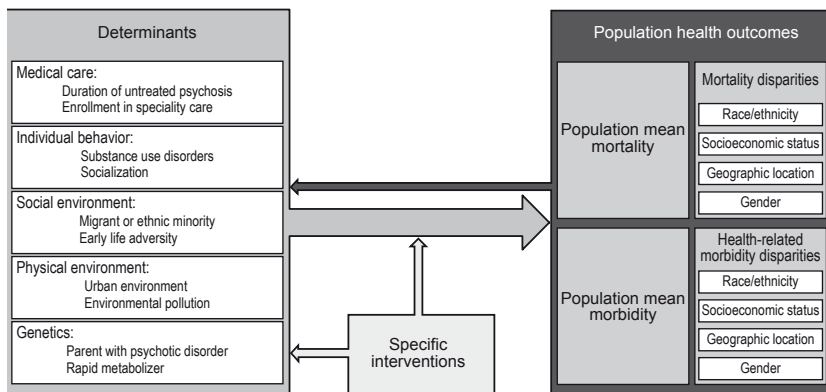 Determinants
Medical care:
Duration of untreated psychosis
Enrollment in speciality care
Individual behavior:
Substance use disorders
Socialization
Social environment:
Migrant or ethnic minority
Early life adversity
Physical environment:
Urban environment
Environmental pollution
Genetics:
Parent with psychotic disorder
Rapid metabolizer
Specific
interventions
Population health outcomes
Population mean
mortality
Mortality disparities
Race/ethnicity
Socioeconomic status
Geographic location
Gender
Population mean
morbidity
Health-related
morbidity disparities
Race/ethnicity
Socioeconomic status
Geographic location
Gender